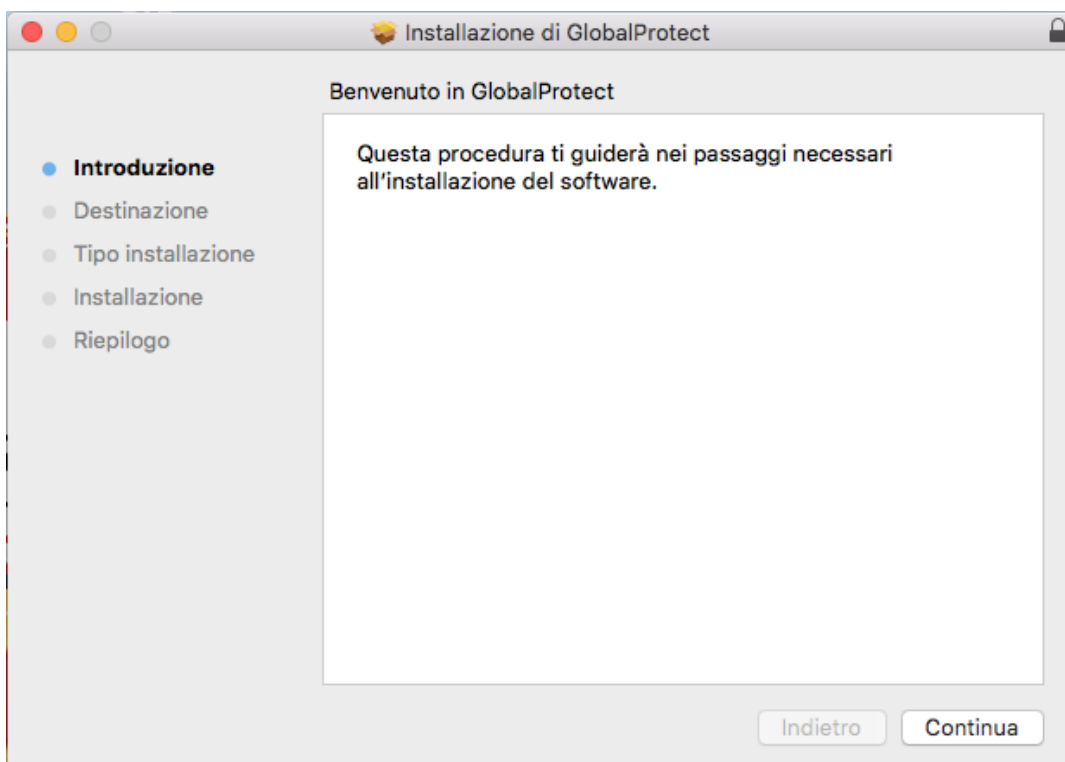 Installazione di GlobalProtect
Benvenuto in GlobalProtect
Introduzione
Destinazione
Tipo installazione
Installazione
Riepilogo
Questa procedura ti guiderà nei passaggi necessari
all'installazione del software.
Indietro
Continua